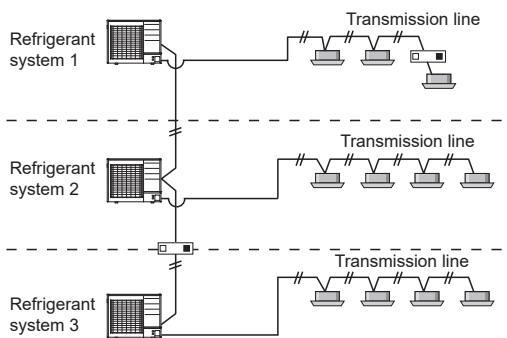 Transmission line
Refrigerant
system 1
Transmission line
Refrigerant
system 2
Transmission line
Refrigerant
system 3